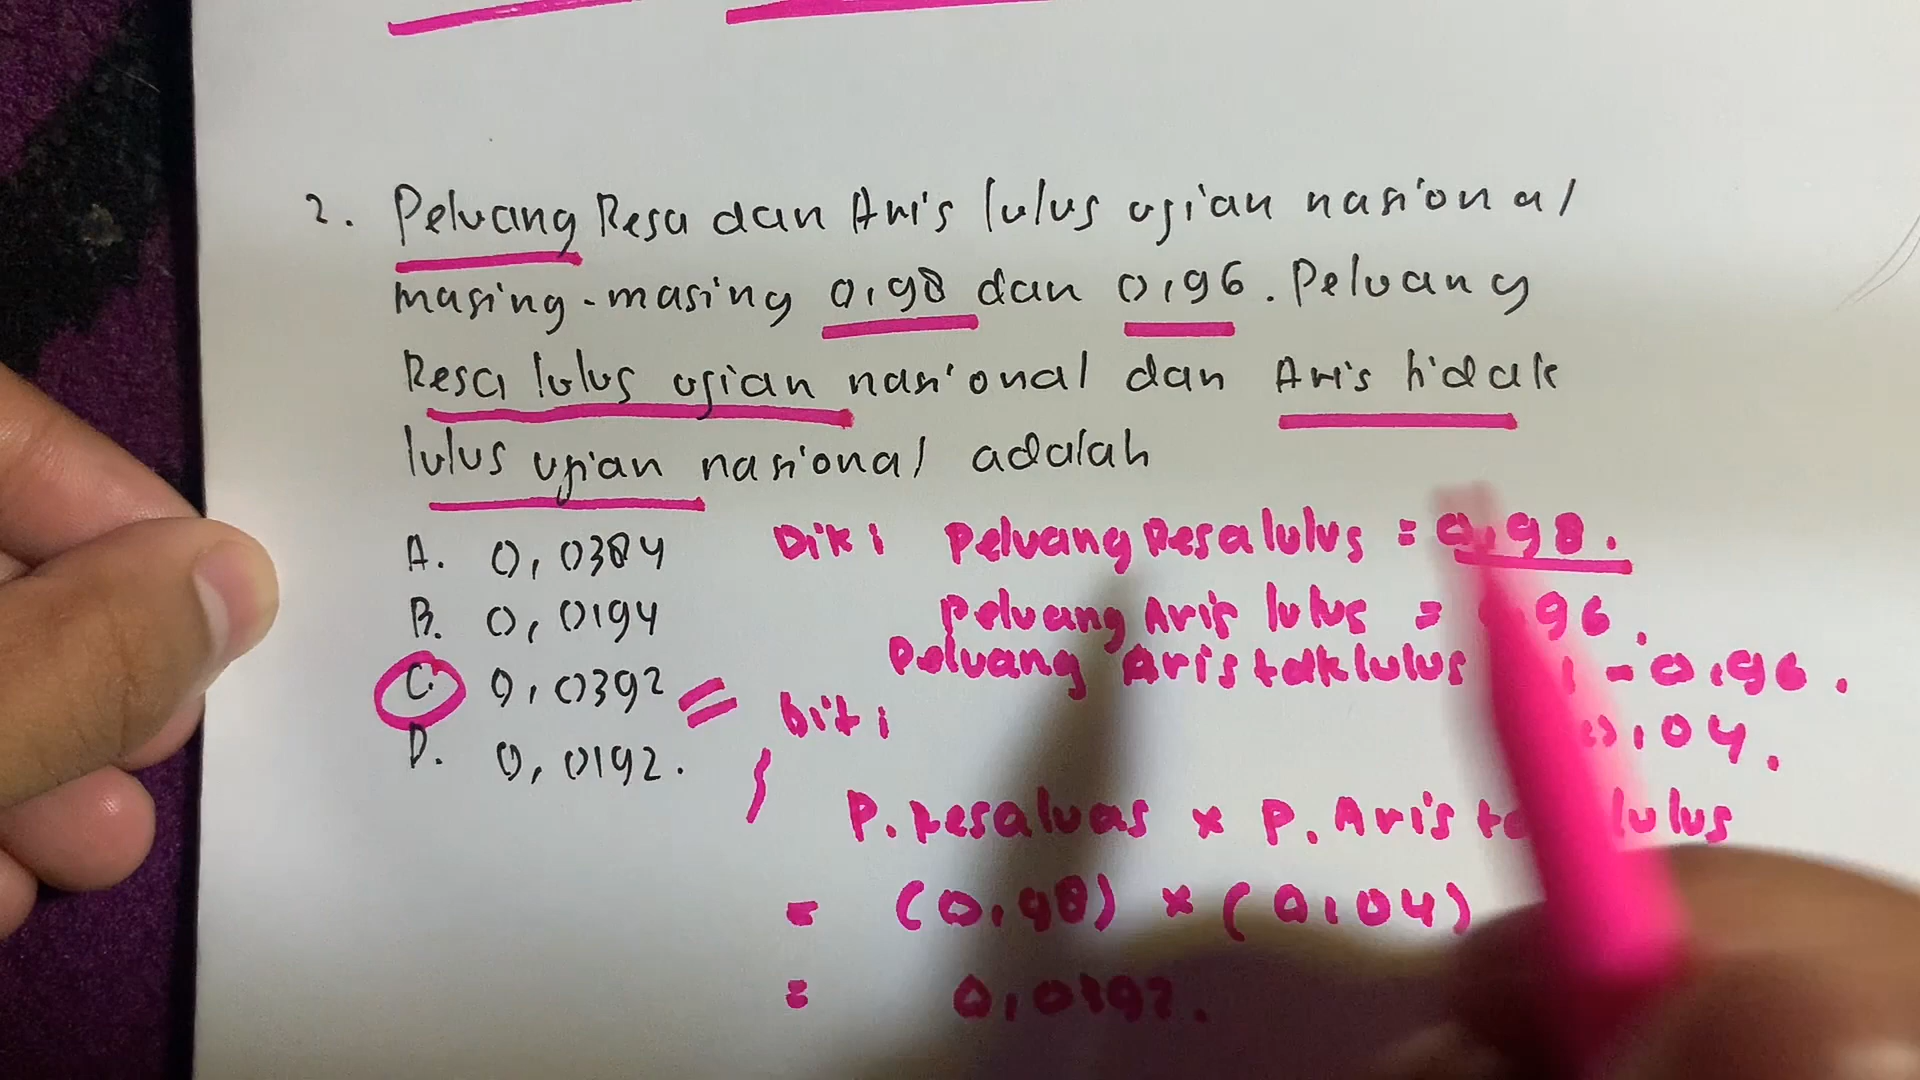 2. Peluang Resa dan Aris lulus ujian nasional
masing-masing 0,98 dan 0,96. Peluang
Resa lulus ujian nasional dan Aris tidak
lulus ujian nasional adalah
A. 0,0384
B. 0,0194
C. 0,0392
D. 0,0192.
Dik: Peluang Resa lulus = 0,98.
Peluang Aris lulus = 0,96.
Peluang Aris tak lulus 1 - 0,96.
0,04.
Dit:
P. Resa luas x P. Aris lulus
= (0,98) x (0,04)
= 0,0392.